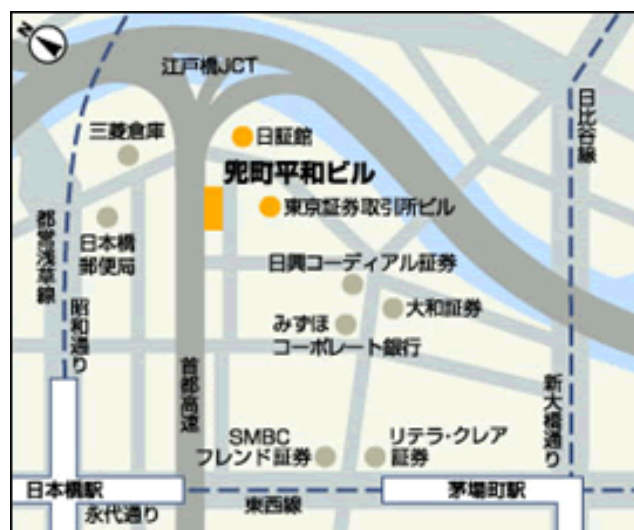 N
江戸橋JCT
三菱倉庫
日証館
日比谷線
兜町平和ビル
東京証券取引所ビル
日本橋
郵便局
都営浅草線
昭和通り
日興コーディアル証券
大和証券
みずほ
コーポレート銀行
首都高速
新大橋通り
SMBC
フレンド証券
リテラ・クレア
証券
日本橋駅
東西線
茅場町駅
永代通り